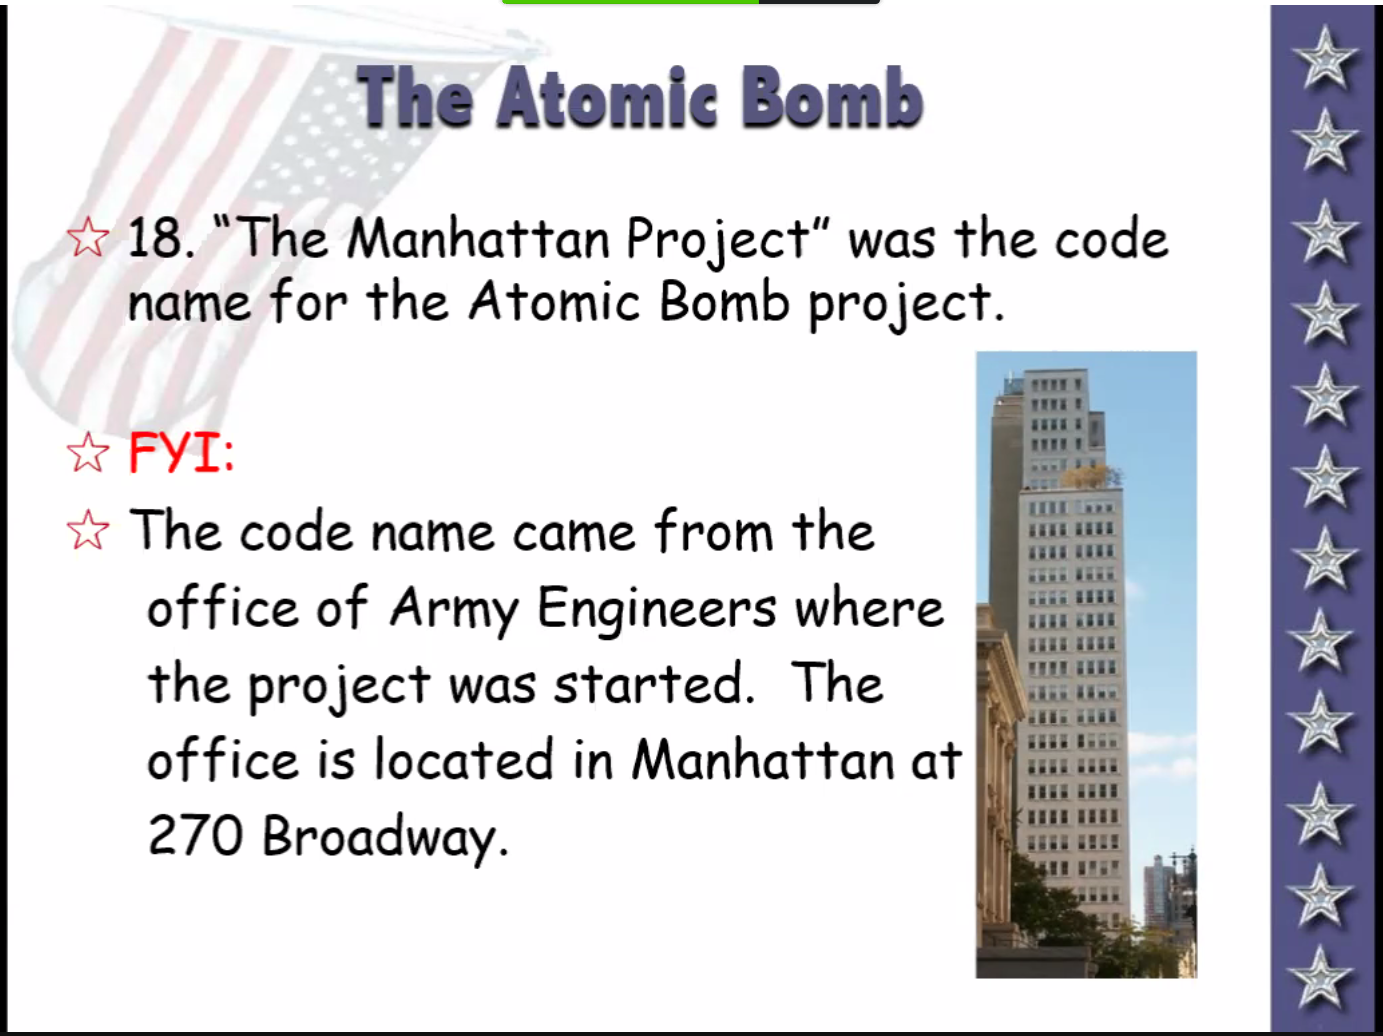 The Atomic Bomb
18. “The Manhattan Project” was the code
name for the Atomic Bomb project.
FYI:
The code name came from the
office of Army Engineers where
the project was started.  The
office is located in Manhattan at
270 Broadway.